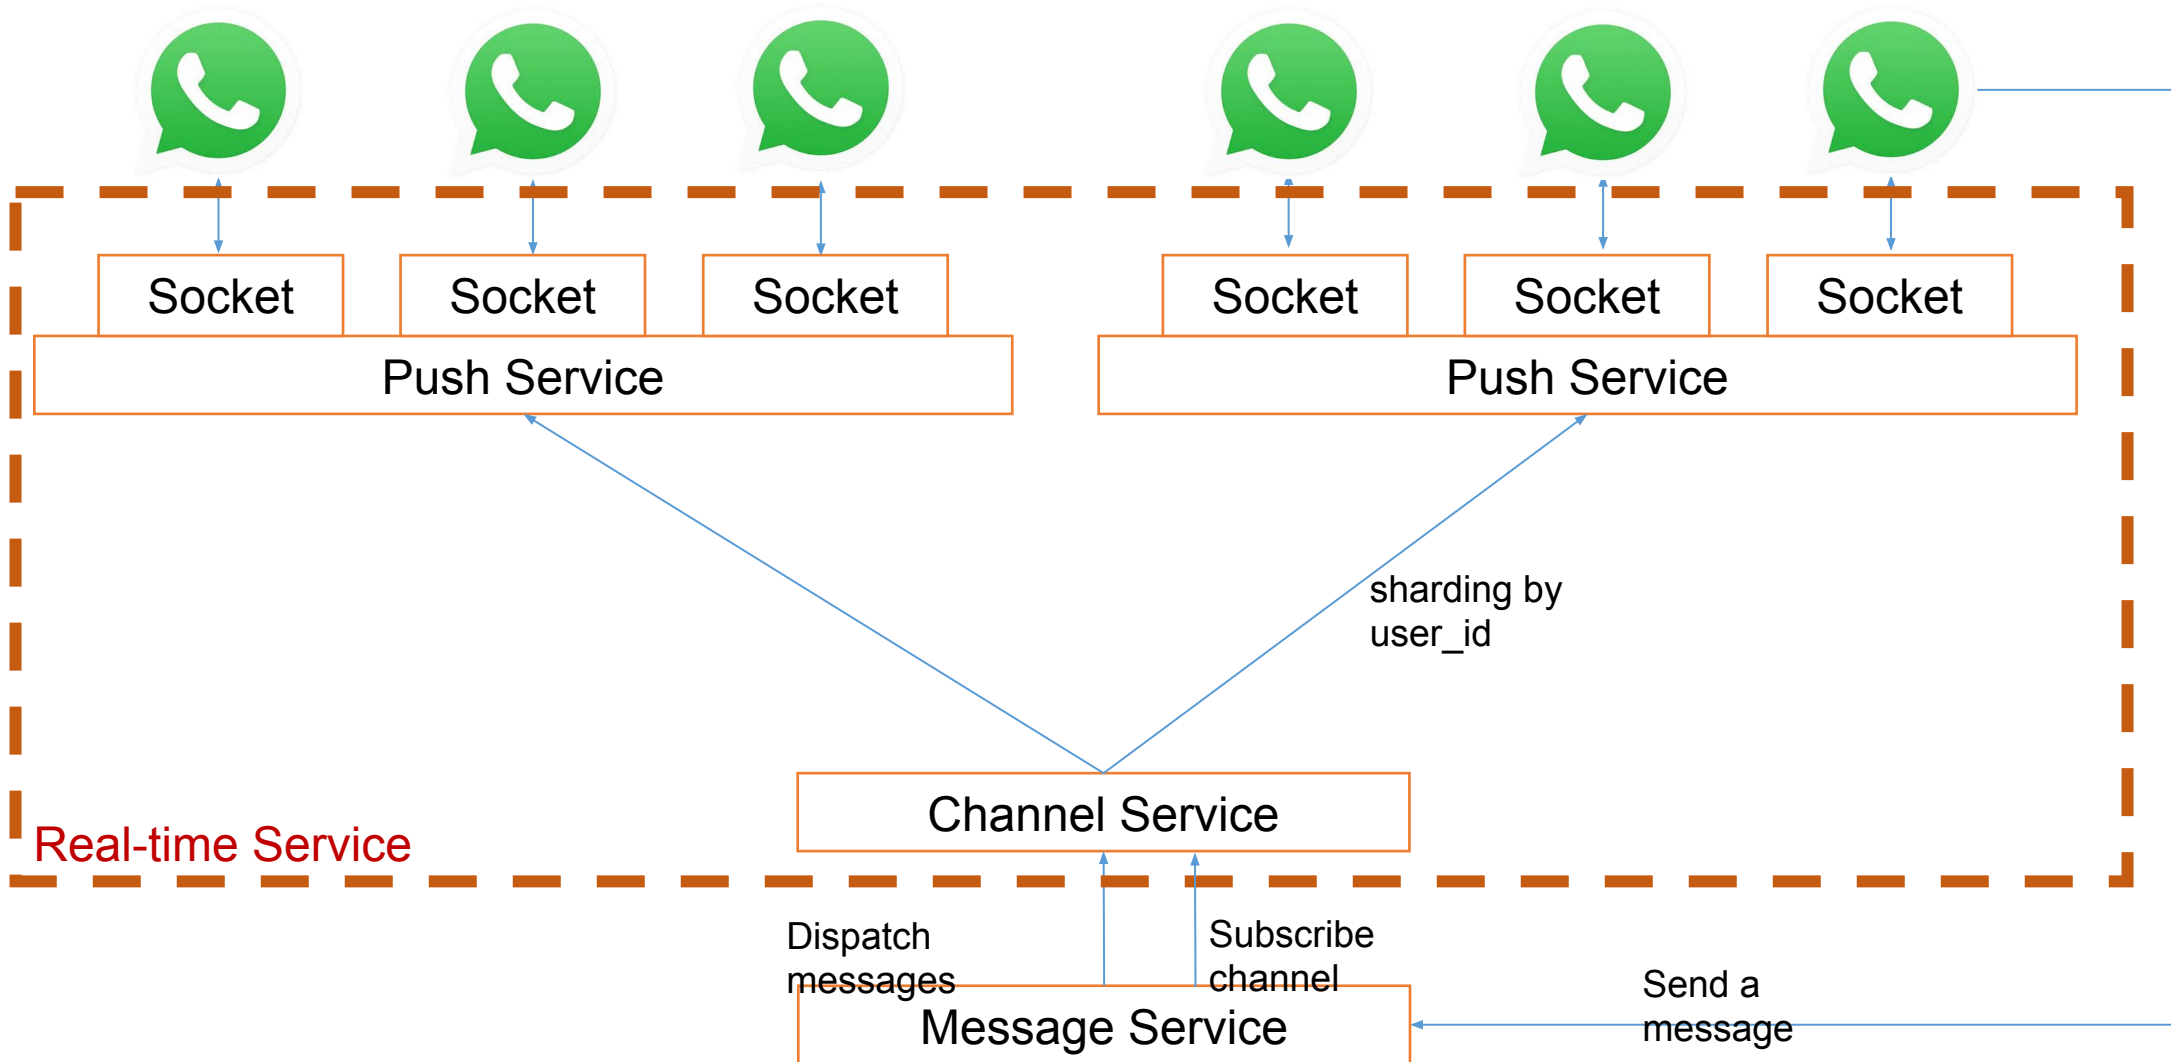 Socket
Socket
Socket
Socket
Socket
Socket
Push Service
Push Service
sharding by
user_id
Channel Service
Real-time Service
Dispatch
messages
Subscribe
channel
Send a
message
Message Service